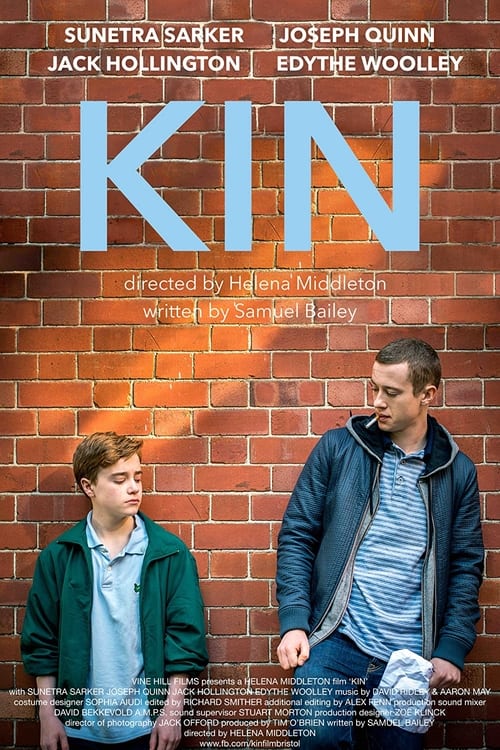 SUNETRA SARKER JOSEPH QUINN
JACK HOLLINGTON EDYTHE WOOLLEY
KIN
directed by Helena Middleton
written by Samuel Bailey
VINE HILL FILMS presents a HELENA MIDDLETON film 'KIN'
with SUNETRA SARKER JOSEPH QUINN JACK HOLLINGTON EDYTHE WOOLLEY music by DAVID RIDLEY & AARON MAY
costume designer SOPHIA AUDI edited by RICHARD SMITHER additional editing by ALEX FENN production sound mixer
DAVID BEKKEVOLD A.M.P.S. sound supervisor STUART MORTON production designer ZOË KLINCK
director of photography JACK OFFORD produced by TIM O'BRIEN written by SAMUEL BAILEY
directed by HELENA MIDDLETON
www.fb.com/kinfilmbristol